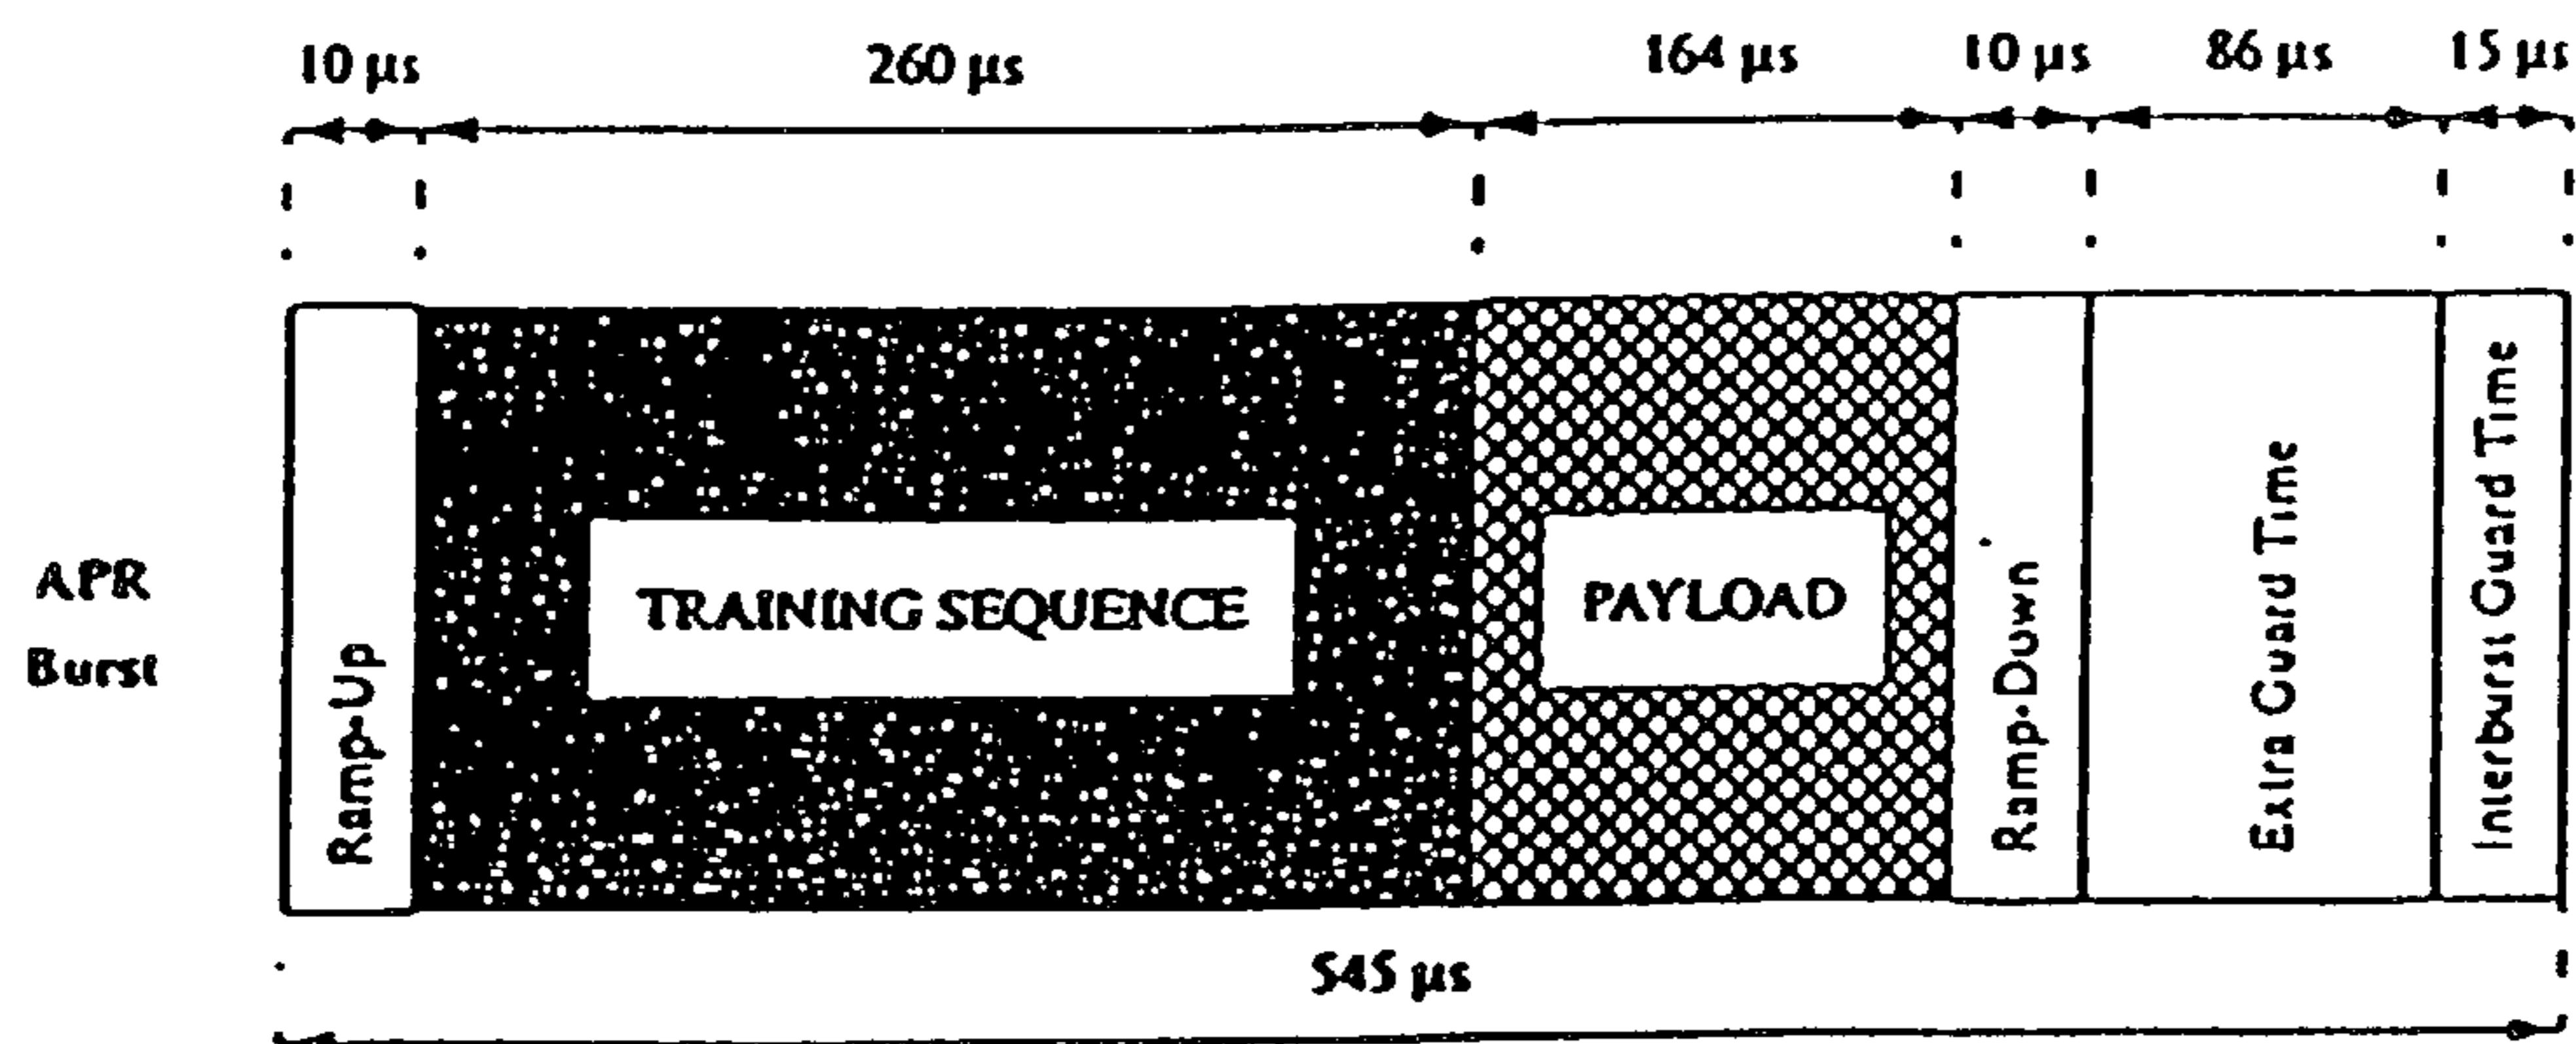 10 µs 260 µs 164 µs 10 µs 86 µs 15 µs
APR
Burst
Ramp-Up
TRAINING SEQUENCE
PAYLOAD
Ramp-Down
Extra Guard Time
Interburst Guard Time
545 µs